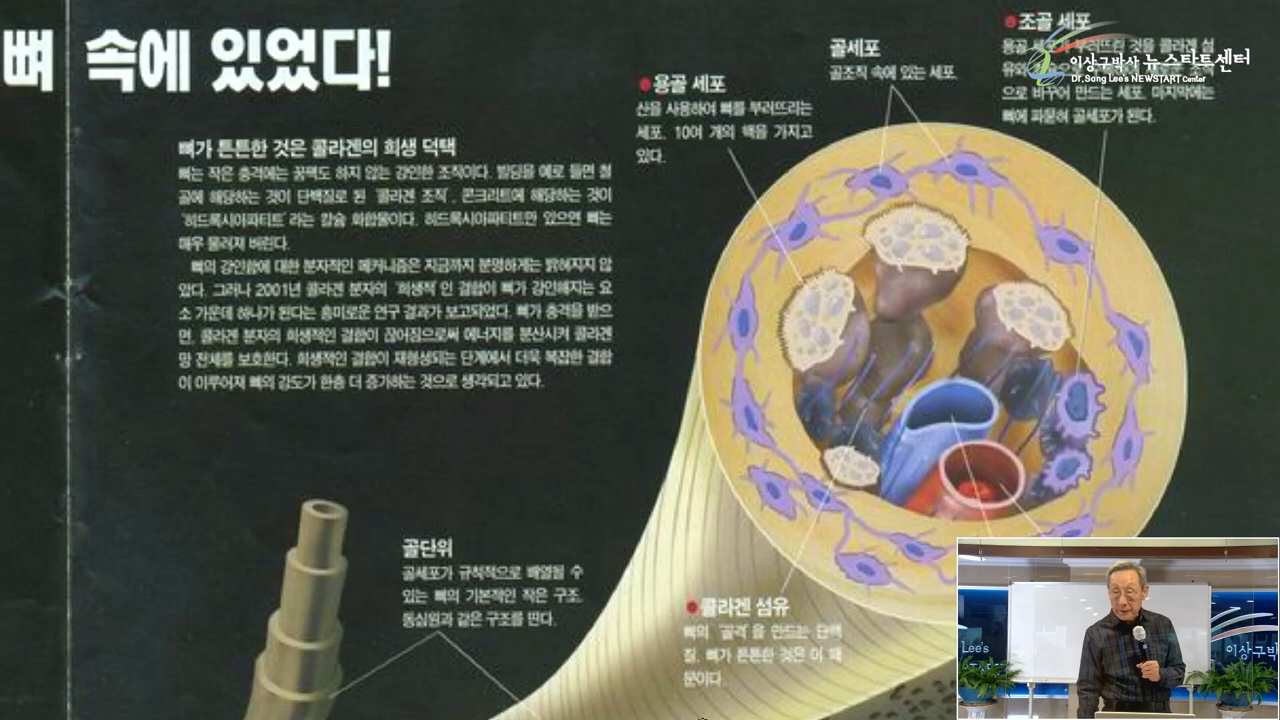 뼈 속에 있었다!
뼈가 튼튼한 것은 콜라겐의 희생 덕택
뼈는 작은 충격에는 꿈쩍도 하지 않는 강인한 조직이다. 빌딩을 예로 들면 철
골에 해당하는 것이 단백질로 된 '콜라겐 조직', 콘크리트에 해당하는 것이
'히드록시아파티트'라는 칼슘 화합물이다. 히드록시아파티트만 있으면 뼈는
매우 물러져 버린다.
뼈의 강인함에 대한 분자적인 메커니즘은 지금까지 분명하게는 밝혀지지 않
았다. 그러나 2001년 콜라겐 분자의 '희생적'인 결합이 뼈가 강인해지는 요
소 가운데 하나가 된다는 흥미로운 연구 결과가 보고되었다. 뼈가 충격을 받으
면, 콜라겐 분자의 희생적인 결합이 끊어짐으로써 에너지를 분산시켜 콜라겐
망 전체를 보호한다. 희생적인 결합이 재형성되는 단계에서 더욱 복잡한 결합
이 이루어져 뼈의 강도가 한층 더 증가하는 것으로 생각되고 있다.
용골 세포
산을 사용하여 뼈를 부러뜨리는
세포. 10여 개의 핵을 가지고
있다.
골세포
골조직 속에 있는 세포.
조골 세포
용골 세포가 부러뜨린 것을 콜라겐 섬
으로 바꾸어 만드는 세포. 마지막에는
뼈에 파묻혀 골세포가 된다.
이상구박사 뉴스타트센터
Dr. Sang Lee's NEWSTART Center
골단위
골세포가 규칙적으로 배열될 수
있는 뼈의 기본적인 작은 구조.
동심원과 같은 구조를 띤다.
콜라겐 섬유
뼈의 '골격'을 만드는 단백
질. 뼈가 튼튼한 것은 이 때
문이다.
Lee's
이상구박